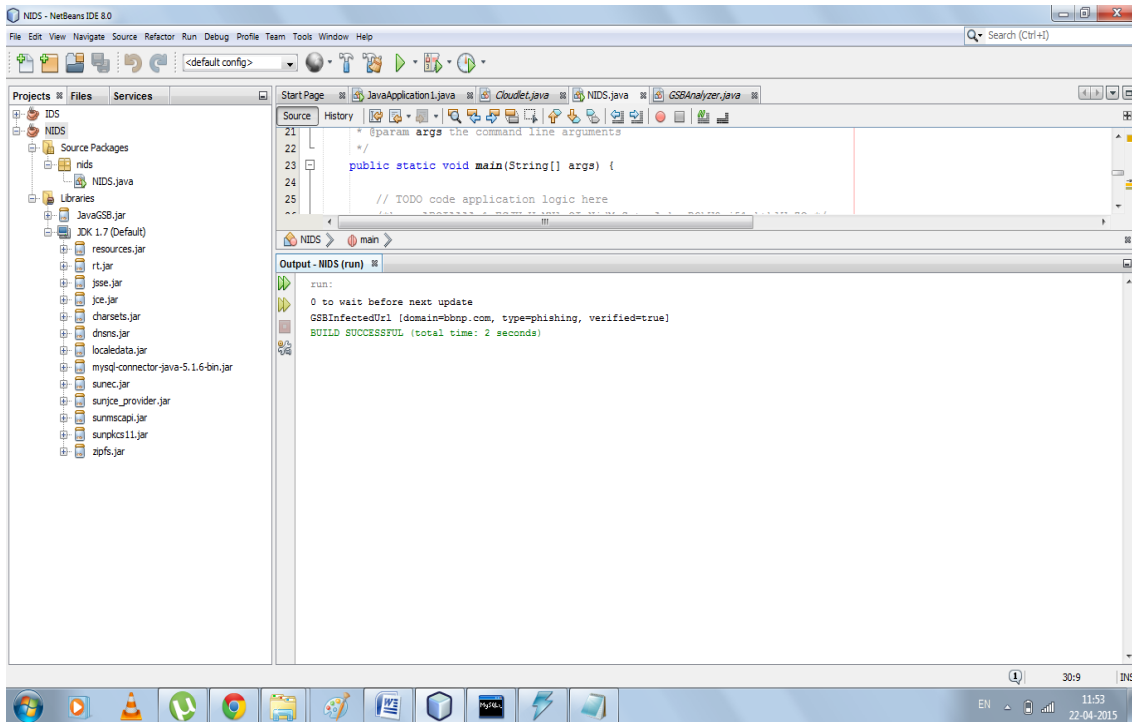 NIDS - NetBeans IDE 8.0
File Edit View Navigate Source Refactor Run Debug Profile Team Tools Window Help
Search (Ctrl+I)
<default config>
Projects Files Services
IDS
NIDS
Source Packages
nids
NIDS.java
Libraries
JavaGSB.jar
JDK 1.7 (Default)
resources.jar
rt.jar
jsse.jar
jce.jar
charsets.jar
dnsns.jar
localedata.jar
mysql-connector-java-5.1.6-bin.jar
sunec.jar
sunjce_provider.jar
sunmscapi.jar
sunpkcs11.jar
zipfs.jar
Start Page JavaApplication1.java Cloudlet.java NIDS.java GSBAnalyzer.java
Source History
21 * @param args the command line arguments
22 */
23 public static void main(String[] args) {
24
25 // TODO code application logic here
NIDS main
Output - NIDS (run)
run:
0 to wait before next update
GSBInfectedUrl [domain=bbnp.com, type=phishing, verified=true]
BUILD SUCCESSFUL (total time: 2 seconds)
1 30:9 INS
EN 11:53
22-04-2015